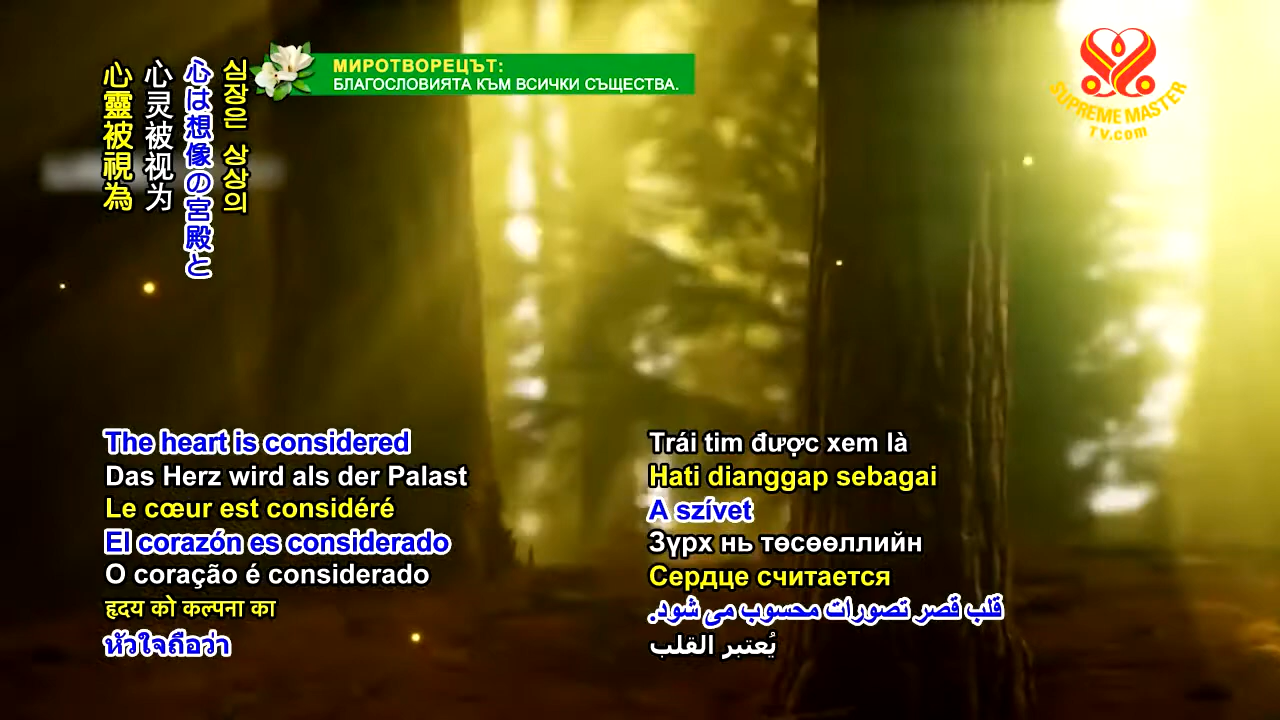 МИРОТВОРЕЦЪТ:
БЛАГОСЛОВИЯТА КЪМ ВСИЧКИ СЪЩЕСТВА.
SUPREME MASTER
TV.com
심장은 상상의
心は想像の宮殿と
心灵被视为
心靈被視為
The heart is considered
Das Herz wird als der Palast
Le cœur est considéré
El corazón es considerado
O coração é considerado
हृदय को कल्पना का
หัวใจถือว่า
Trái tim được xem là
Hati dianggap sebagai
A szívet
Зүрх нь төсөөллийн
Сердце считается
قلب قصر تصورات محسوب می شود.
يُعتبر القلب